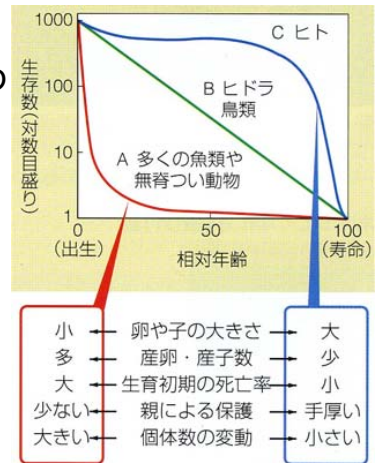 1000
100
10
1
生存数(対数目盛り)
C ヒト
B ヒドラ
鳥類
A 多くの魚類や
無脊つい動物
0 50 100
(出生) (寿命)
相対年齢
小 卵や子の大きさ 大
多 産卵・産子数 少
大 生育初期の死亡率 小
少ない 親による保護 手厚い
大きい 個体数の変動 小さい